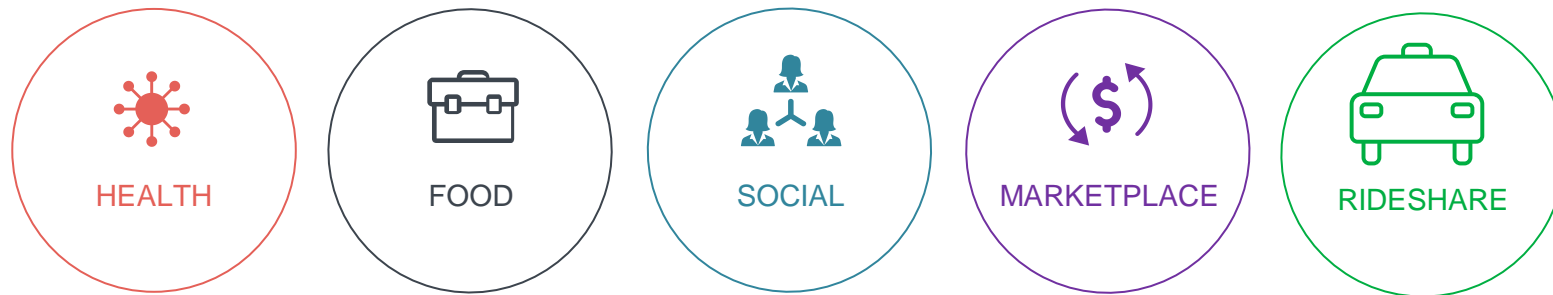 HEALTH
FOOD
SOCIAL
MARKETPLACE
RIDESHARE